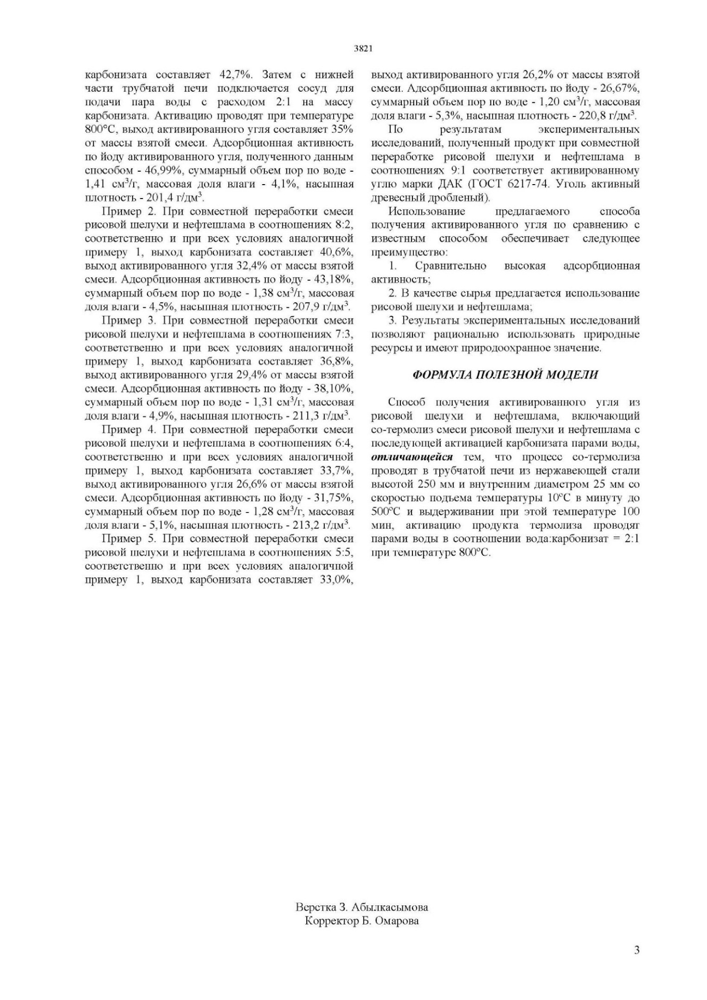 3821
карбонизата составляет 42,7%. Затем с нижней
части трубчатой печи подключается сосуд для
подачи пара воды с расходом 2:1 на массу
карбонизата. Активацию проводят при температуре
800°С, выход активированного угля составляет 35%
от массы взятой смеси. Адсорбционная активность
по йоду активированного угля, полученного данным
способом - 46,99%, суммарный объем пор по воде -
1,41 см³/г, массовая доля влаги - 4,1%, насыпная
плотность - 201,4 г/дм³.
Пример 2. При совместной переработки смеси
рисовой шелухи и нефтешлама в соотношениях 8:2,
соответственно и при всех условиях аналогичной
примеру 1, выход карбонизата составляет 40,6%,
выход активированного угля 32,4% от массы взятой
смеси. Адсорбционная активность по йоду - 43,18%,
суммарный объем пор по воде - 1,38 см³/г, массовая
доля влаги - 4,5%, насыпная плотность - 207,9 г/дм³.
Пример 3. При совместной переработки смеси
рисовой шелухи и нефтешлама в соотношениях 7:3,
соответственно и при всех условиях аналогичной
примеру 1, выход карбонизата составляет 36,8%,
выход активированного угля 29,4% от массы взятой
смеси. Адсорбционная активность по йоду - 38,10%,
суммарный объем пор по воде - 1,31 см³/г, массовая
доля влаги - 4,9%, насыпная плотность - 211,3 г/дм³.
Пример 4. При совместной переработки смеси
рисовой шелухи и нефтешлама в соотношениях 6:4,
соответственно и при всех условиях аналогичной
примеру 1, выход карбонизата составляет 33,7%,
выход активированного угля 26,6% от массы взятой
смеси. Адсорбционная активность по йоду - 31,75%,
суммарный объем пор по воде - 1,28 см³/г, массовая
доля влаги - 5,1%, насыпная плотность - 213,2 г/дм³.
Пример 5. При совместной переработки смеси
рисовой шелухи и нефтешлама в соотношениях 5:5,
соответственно и при всех условиях аналогичной
примеру 1, выход карбонизата составляет 33,0%,
выход активированного угля 26,2% от массы взятой
смеси. Адсорбционная активность по йоду - 26,67%,
суммарный объем пор по воде - 1,20 см³/г, массовая
доля влаги - 5,3%, насыпная плотность - 220,8 г/дм³.
По результатам экспериментальных
исследований, полученный продукт при совместной
переработке рисовой шелухи и нефтешлама в
соотношениях 9:1 соответствует активированному
углю марки ДАК (ГОСТ 6217-74. Уголь активный
древесный дробленый).
Использование предлагаемого способа
получения активированного угля по сравнению с
известным способом обеспечивает следующее
преимущество:
1. Сравнительно высокая адсорбционная
активность;
2. В качестве сырья предлагается использование
рисовой шелухи и нефтешлама;
3. Результаты экспериментальных исследований
позволяют рационально использовать природные
ресурсы и имеют природоохранное значение.
ФОРМУЛА ПОЛЕЗНОЙ МОДЕЛИ
Способ получения активированного угля из
рисовой шелухи и нефтешлама, включающий
со-термолиз смеси рисовой шелухи и нефтешлама с
последующей активацией карбонизата парами воды,
отличающейся тем, что процесс со-термолиза
проводят в трубчатой печи из нержавеющей стали
высотой 250 мм и внутренним диаметром 25 мм со
скоростью подъема температуры 10°С в минуту до
500°С и выдерживании при этой температуре 100
мин, активацию продукта термолиза проводят
парами воды в соотношении вода:карбонизат = 2:1
при температуре 800°С.
Верстка З. Абылкасымова
Корректор Б. Омарова
3